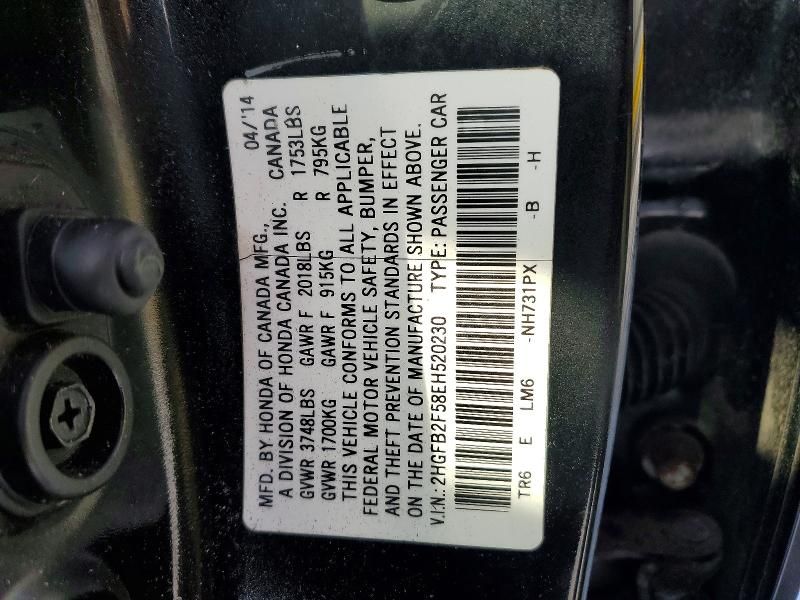 MFD. BY HONDA OF CANADA MFG., 04/'14
A DIVISION OF HONDA CANADA INC. CANADA
GVWR 3748LBS GAWR F 2018LBS R 1753LBS
GVWR 1700KG GAWR F 915KG R 795KG
THIS VEHICLE CONFORMS TO ALL APPLICABLE
FEDERAL MOTOR VEHICLE SAFETY, BUMPER,
AND THEFT PREVENTION STANDARDS IN EFFECT
ON THE DATE OF MANUFACTURE SHOWN ABOVE.
V.I.N.: 2HGFB2F58EH520230 TYPE: PASSENGER CAR
TR6 E LM6 -NH731PX -B -H